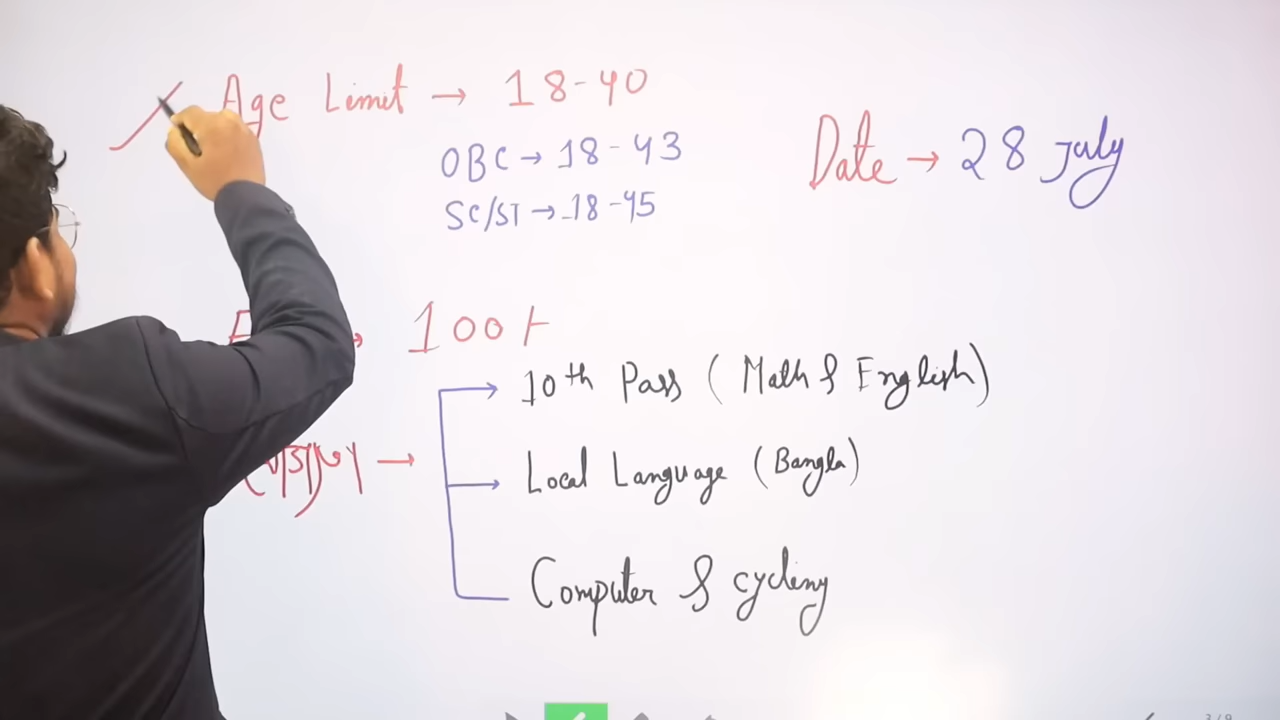 Age Limit → 18-40
OBC → 18-43
SC/ST → 18-45
Date → 28 July
→ 100/-
→ 10th Pass (Math & English)
→ Local Language (Bangla)
Computer & cycling